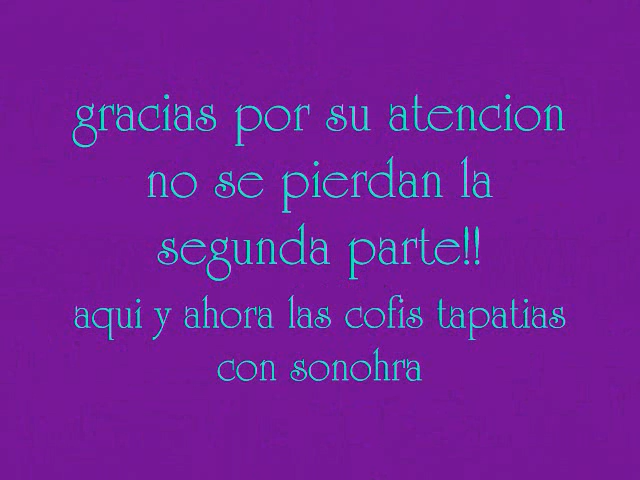 gracias por su atencion
no se pierdan la
segunda parte!!
aqui y ahora las cofis tapatias
con sonohra